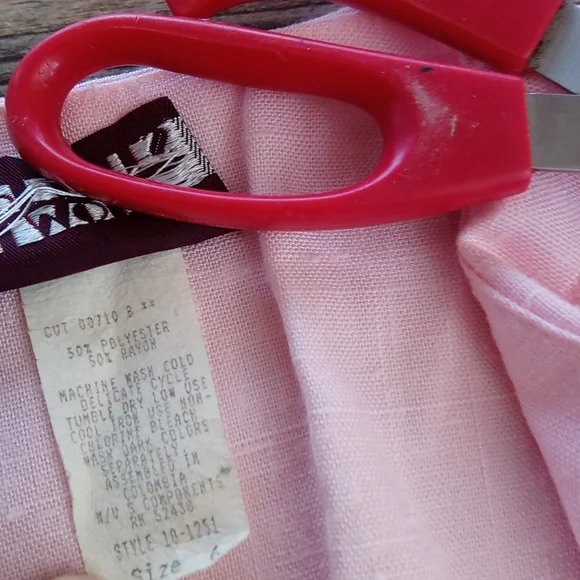 CUT 00710 B **
50% POLYESTER
50% RAYON
MACHINE WASH COLD
DELICATE CYCLE
TUMBLE DRY LOW USE
COOL IRON USE NON-
CHLORINE BLEACH
WASH DARK COLORS
SEPARATELY
ASSEMBLED IN
COLOMBIA
W/U S COMPONENTS
RN 52438
STYLE 10-1251
Size 6